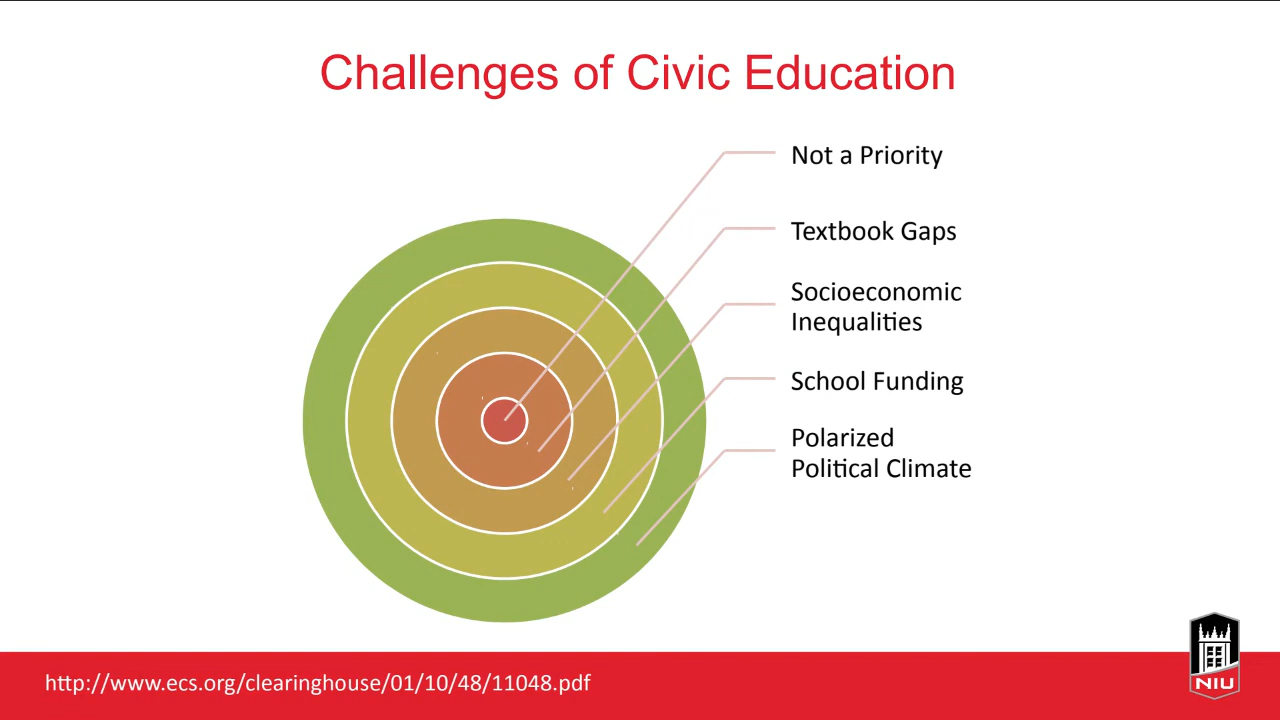 Challenges of Civic Education
Not a Priority
Textbook Gaps
Socioeconomic
Inequalities
School Funding
Polarized
Political Climate
http://www.ecs.org/clearinghouse/01/10/48/11048.pdf
NIU